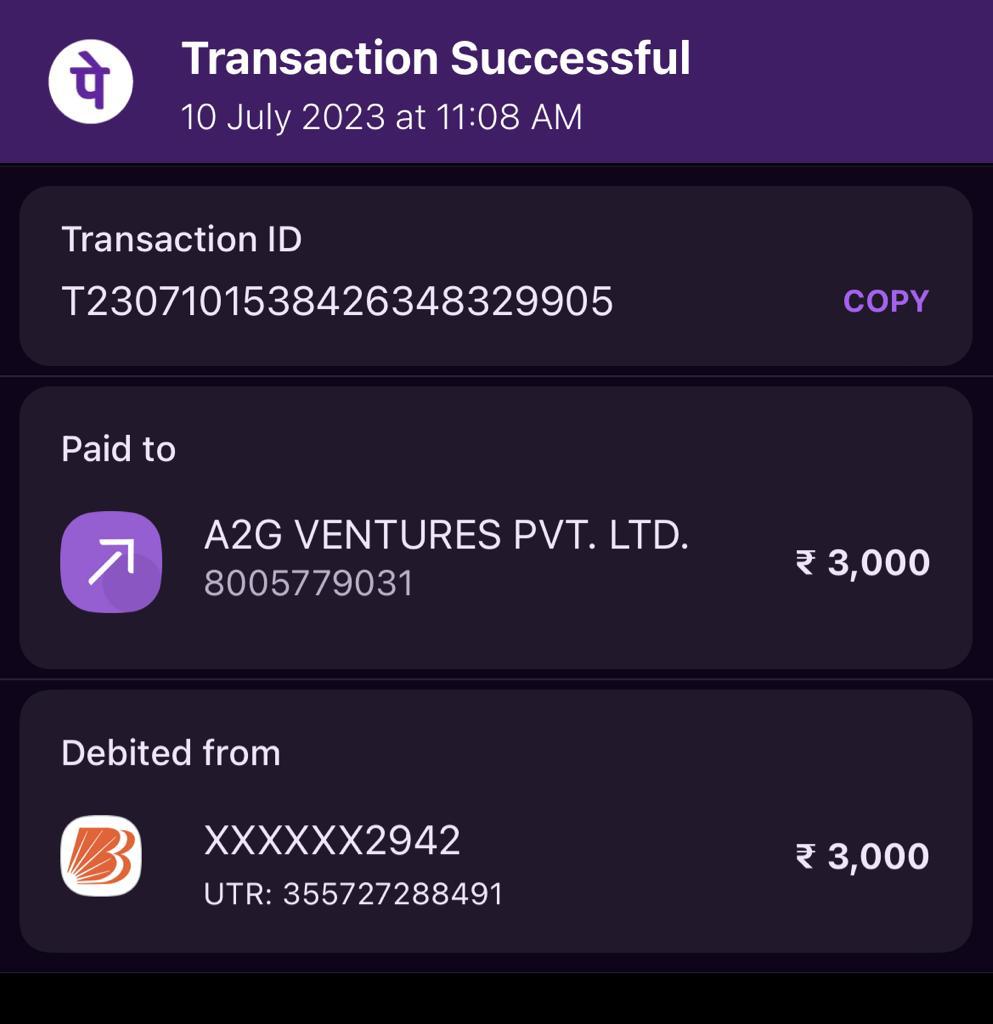 पे
Transaction Successful
10 July 2023 at 11:08 AM
Transaction ID
T2307101538426348329905
COPY
Paid to
A2G VENTURES PVT. LTD.
8005779031
₹ 3,000
Debited from
XXXXXX2942
₹ 3,000
UTR: 355727288491